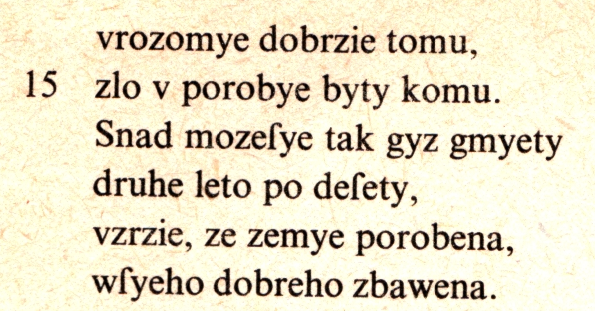 vrozomye dobrzie tomu,
15 zlo v porobye byty komu.
Snad mozeſye tak gyz gmyety
druhe leto po deſety,
vzrzie, ze zemye porobena,
wſyeho dobreho zbawena.